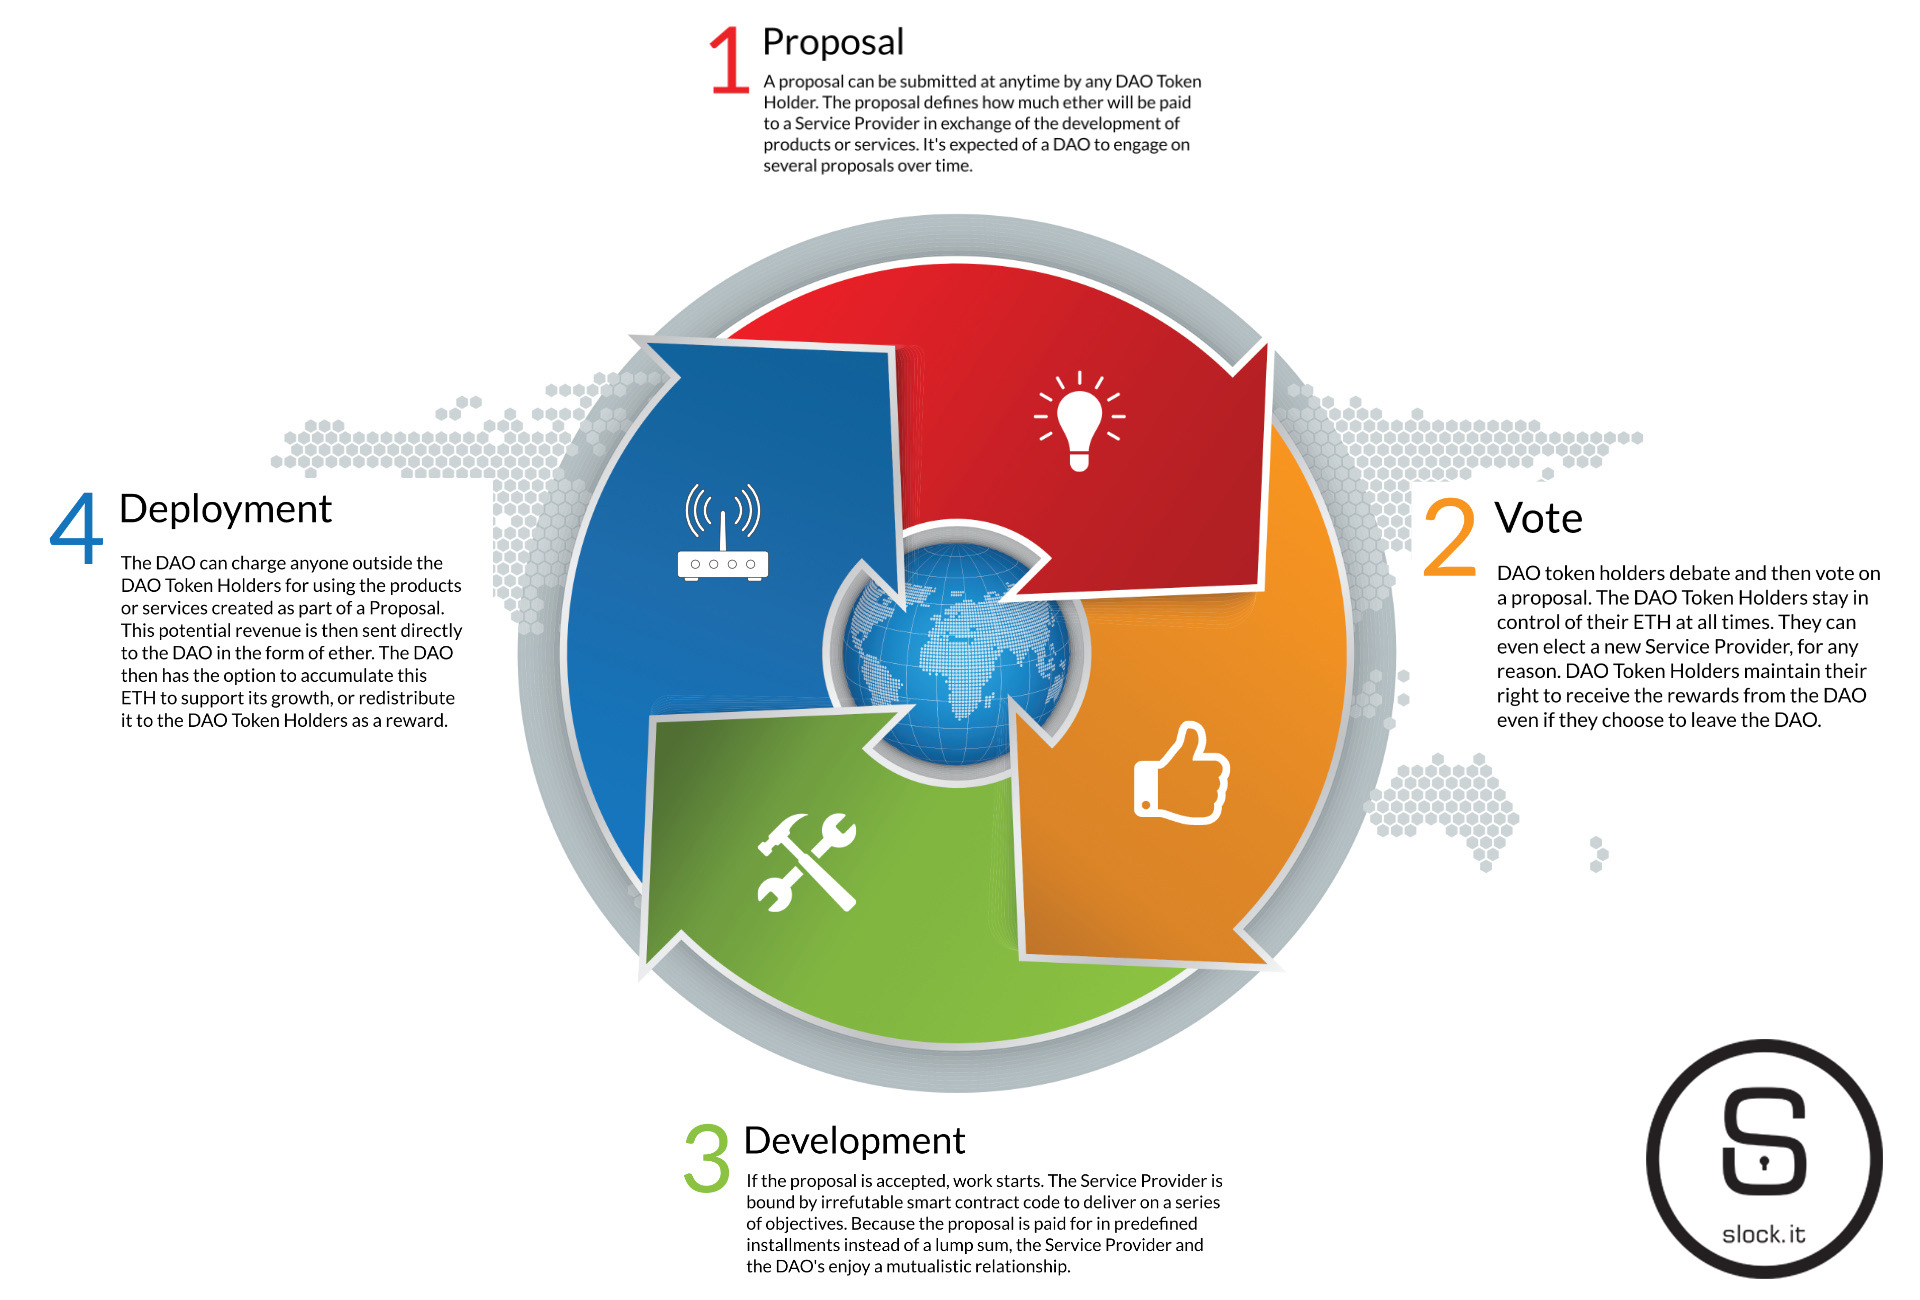 1 Proposal
A proposal can be submitted at anytime by any DAO Token
Holder. The proposal defines how much ether will be paid
to a Service Provider in exchange of the development of
products or services. It's expected of a DAO to engage on
several proposals over time.
2 Vote
DAO token holders debate and then vote on
a proposal. The DAO Token Holders stay in
control of their ETH at all times. They can
even elect a new Service Provider, for any
reason. DAO Token Holders maintain their
right to receive the rewards from the DAO
even if they choose to leave the DAO.
3 Development
If the proposal is accepted, work starts. The Service Provider is
bound by irrefutable smart contract code to deliver on a series
of objectives. Because the proposal is paid for in predefined
installments instead of a lump sum, the Service Provider and
the DAO's enjoy a mutualistic relationship.
4 Deployment
The DAO can charge anyone outside the
DAO Token Holders for using the products
or services created as part of a Proposal.
This potential revenue is then sent directly
to the DAO in the form of ether. The DAO
then has the option to accumulate this
ETH to support its growth, or redistribute
it to the DAO Token Holders as a reward.
S
slock.it